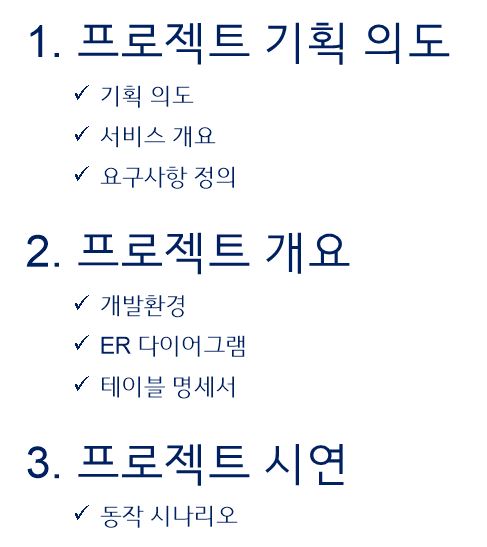 1. 프로젝트 기획 의도
✓ 기획 의도
✓ 서비스 개요
✓ 요구사항 정의
2. 프로젝트 개요
✓ 개발환경
✓ ER 다이어그램
✓ 테이블 명세서
3. 프로젝트 시연
✓ 동작 시나리오